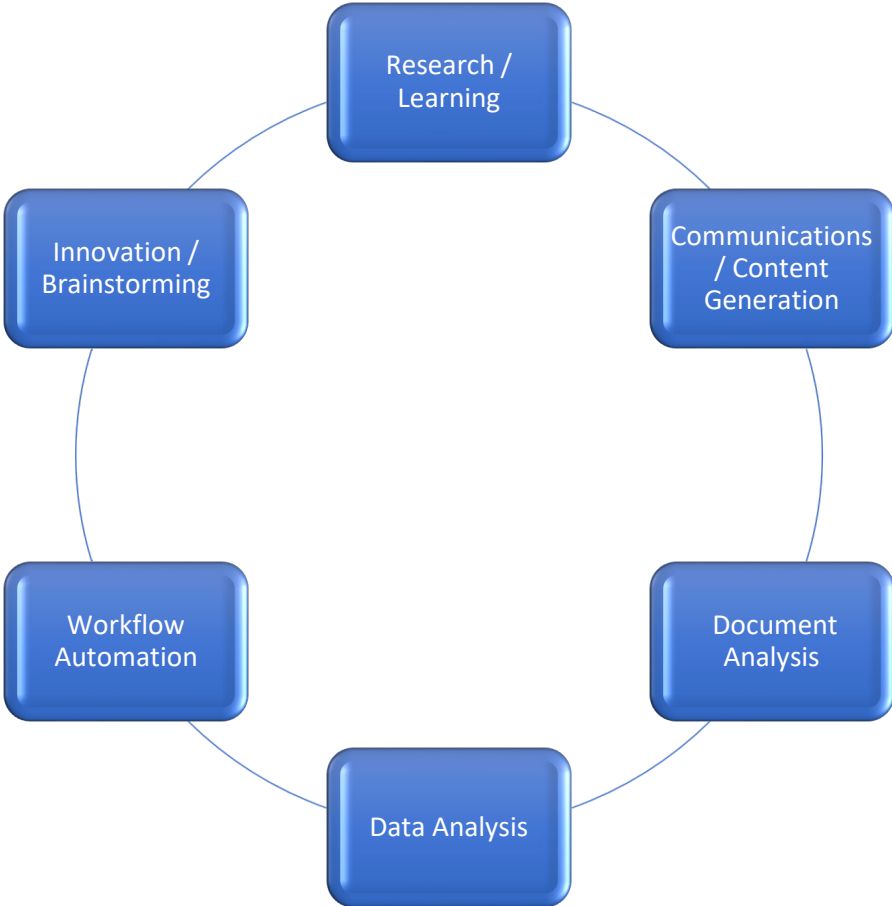 Research /
Learning
Communications
/ Content
Generation
Document
Analysis
Data Analysis
Workflow
Automation
Innovation /
Brainstorming